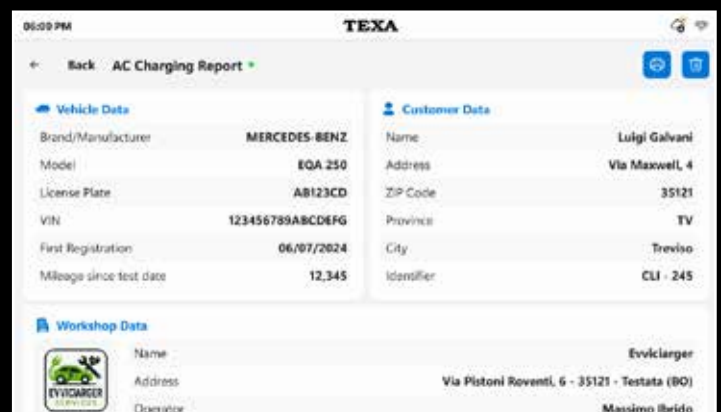 06:09 PM
TEXA
← Back AC Charging Report
Vehicle Data
Brand/Manufacturer MERCEDES-BENZ
Model EQA 250
License Plate AB123CD
VIN 123456789ABCDEFG
First Registration 06/07/2024
Mileage since test date 12,345
Customer Data
Name Luigi Galvani
Address Via Maxwell, 4
ZIP Code 35121
Province TV
City Treviso
Identifier CLI - 245
Workshop Data
EVVICIARGER
SERVICES
Name Evviciarger
Address Via Pistoni Roventi, 6 - 35121 - Testata (BO)
Operator Massimo Ibrido